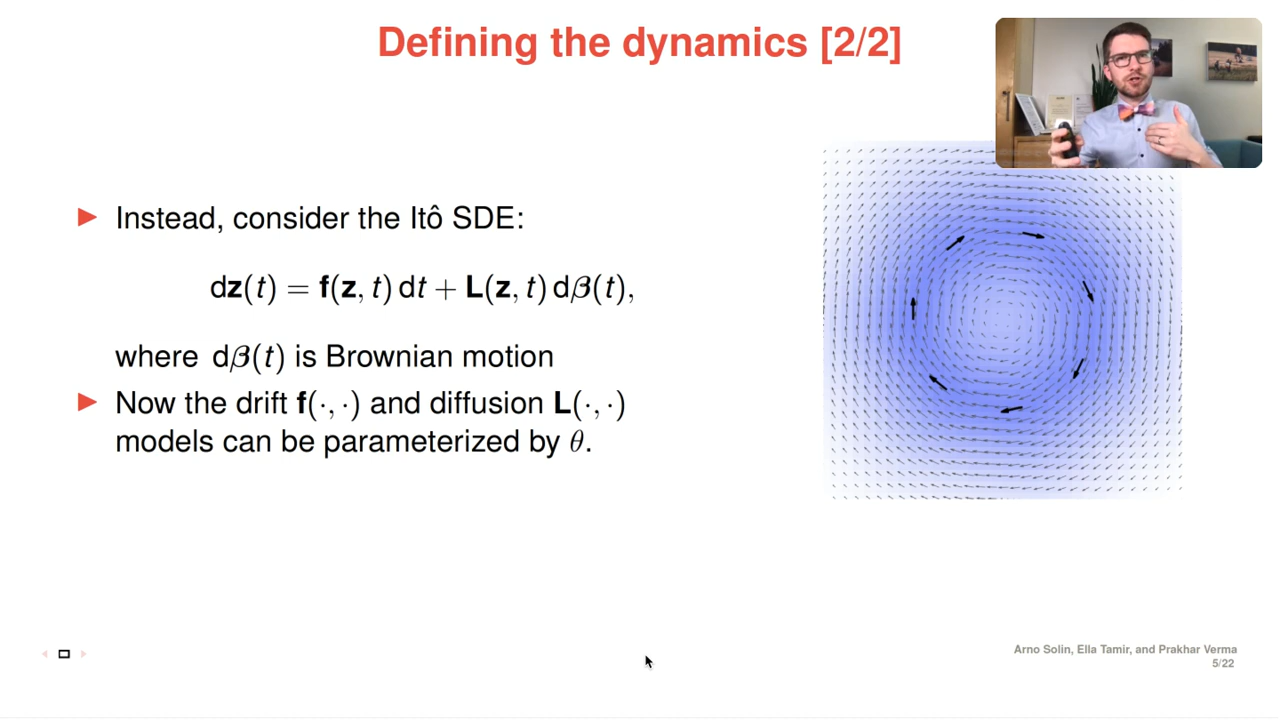 Defining the dynamics [2/2]
▶ Instead, consider the Itô SDE:
dz(t) = f(z, t) dt + L(z, t) dβ(t),
where dβ(t) is Brownian motion
▶ Now the drift f(·, ·) and diffusion L(·, ·)
models can be parameterized by θ.
Arno Solin, Ella Tamir, and Prakhar Verma
5/22